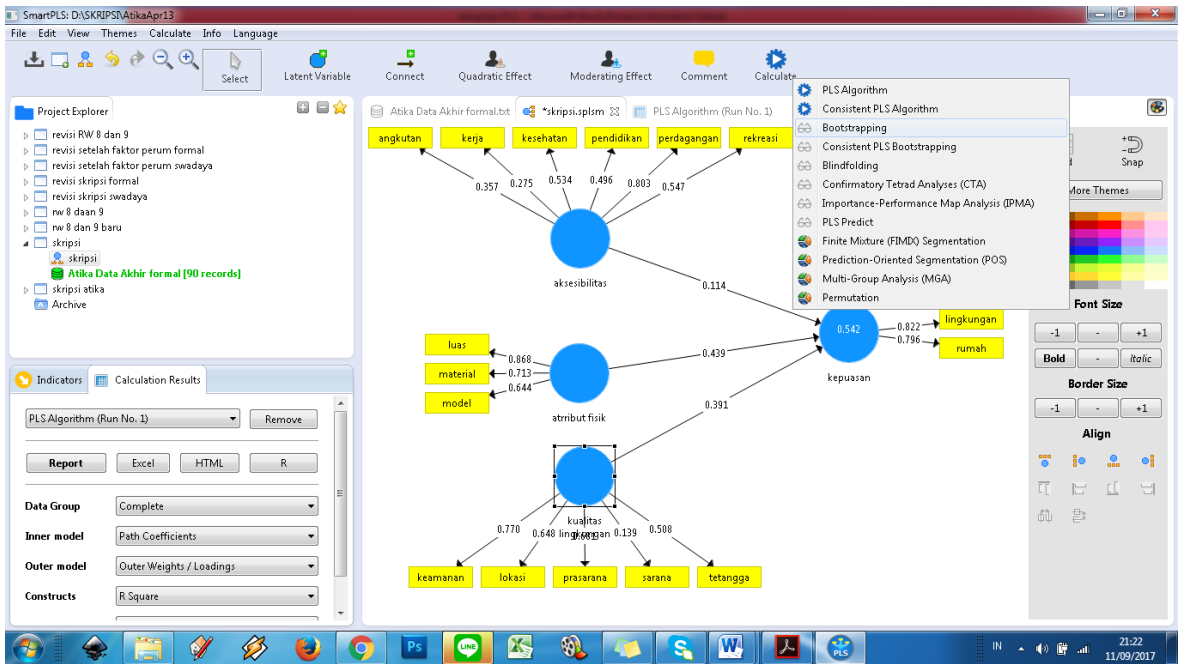 SmartPLS: D:\SKRIPSI\AtikaApr13
File Edit View Themes Calculate Info Language
Select
Latent Variable
Connect
Quadratic Effect
Moderating Effect
Comment
Calculate
Project Explorer
revisi RW 8 dan 9
revisi setelah faktor perum formal
revisi setelah faktor perum swadaya
revisi skripsi formal
revisi skripsi swadaya
rw 8 daan 9
rw 8 dan 9 baru
skripsi
skripsi
Atika Data Akhir formal [90 records]
skripsi atika
Archive
Indicators
Calculation Results
PLS Algorithm (Run No. 1)
Remove
Report
Excel
HTML
R
Data Group
Complete
Inner model
Path Coefficients
Outer model
Outer Weights / Loadings
Constructs
R Square
Atika Data Akhir formal.txt
*skripsi.splsm
PLS Algorithm (Run No. 1)
angkutan kerja kesehatan pendidikan perdagangan rekreasi
0.357 0.275 0.534 0.496 0.803 0.547
aksesibilitas
0.114
luas
material
model
0.868
0.713
0.644
atrribut fisik
0.439
0.542
kepuasan
0.822
0.796
lingkungan
rumah
0.391
kualitas
lingkungan
0.770 0.648 0.681 0.139 0.508
keamanan lokasi prasarana sarana tetangga
PLS Algorithm
Consistent PLS Algorithm
Bootstrapping
Consistent PLS Bootstrapping
Blindfolding
Confirmatory Tetrad Analyses (CTA)
Importance-Performance Map Analysis (IPMA)
PLS Predict
Finite Mixture (FIMIX) Segmentation
Prediction-Oriented Segmentation (POS)
Multi-Group Analysis (MGA)
Permutation
Snap
More Themes
Font Size
-1 - +1
Bold - Italic
Border Size
-1 - +1
Align
Ps
LINE
PLS
IN
21:22
11/09/2017